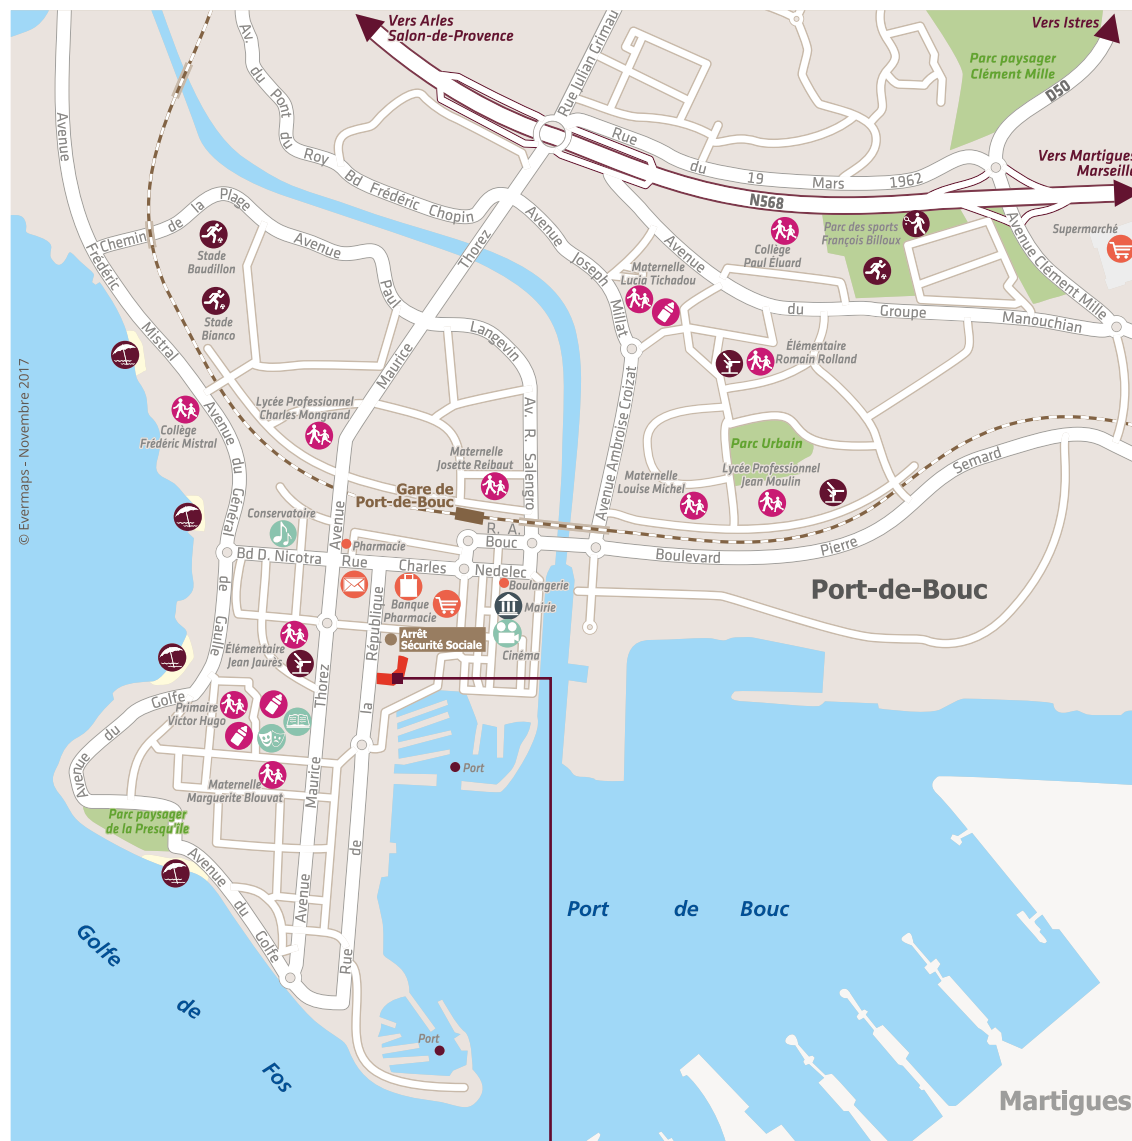 Vers Arles
Salon-de-Provence
Vers Istres
Parc paysager
Clément Mille
D50
Vers Martigues
Marseille
Rue Julian Grimau
Av. du Pont du Roy
Avenue Frédéric Mistral
Rue du 19 Mars 1962
N568
Bd Frédéric Chopin
Chemin de la Plage
Avenue Paul Langevin
Avenue Maurice Thorez
Avenue Joseph Millat
Avenue du Groupe Manouchian
Avenue Clément Mille
Supermarché
Parc des sports
François Billoux
Collège
Paul Éluard
Maternelle
Lucia Tichadou
Stade
Baudillon
Stade
Bianco
Élémentaire
Romain Rolland
Lycée Professionnel
Charles Mongrand
Collège
Frédéric Mistral
Avenue du Général de Gaulle
Av. R. Salengro
Avenue Ambroise Croizat
Parc Urbain
Maternelle
Josette Reibaut
Maternelle
Louise Michel
Lycée Professionnel
Jean Moulin
Semard
Pierre
Boulevard
Gare de
Port-de-Bouc
Conservatoire
R. A.
Bouc
Pharmacie
Bd D. Nicotra
Rue Charles Nedelec
Boulangerie
Banque
Pharmacie
Mairie
Port-de-Bouc
Arrêt
Sécurité Sociale
Cinéma
Élémentaire
Jean Jaurès
Rue de la République
Avenue Maurice Thorez
Primaire
Victor Hugo
Avenue du Golfe
Port
Maternelle
Marguerite Blouvat
Parc paysager
de la Presqu'île
Avenue du Golfe
Port de Bouc
Golfe de Fos
Port
Martigues
© Evermaps - Novembre 2017